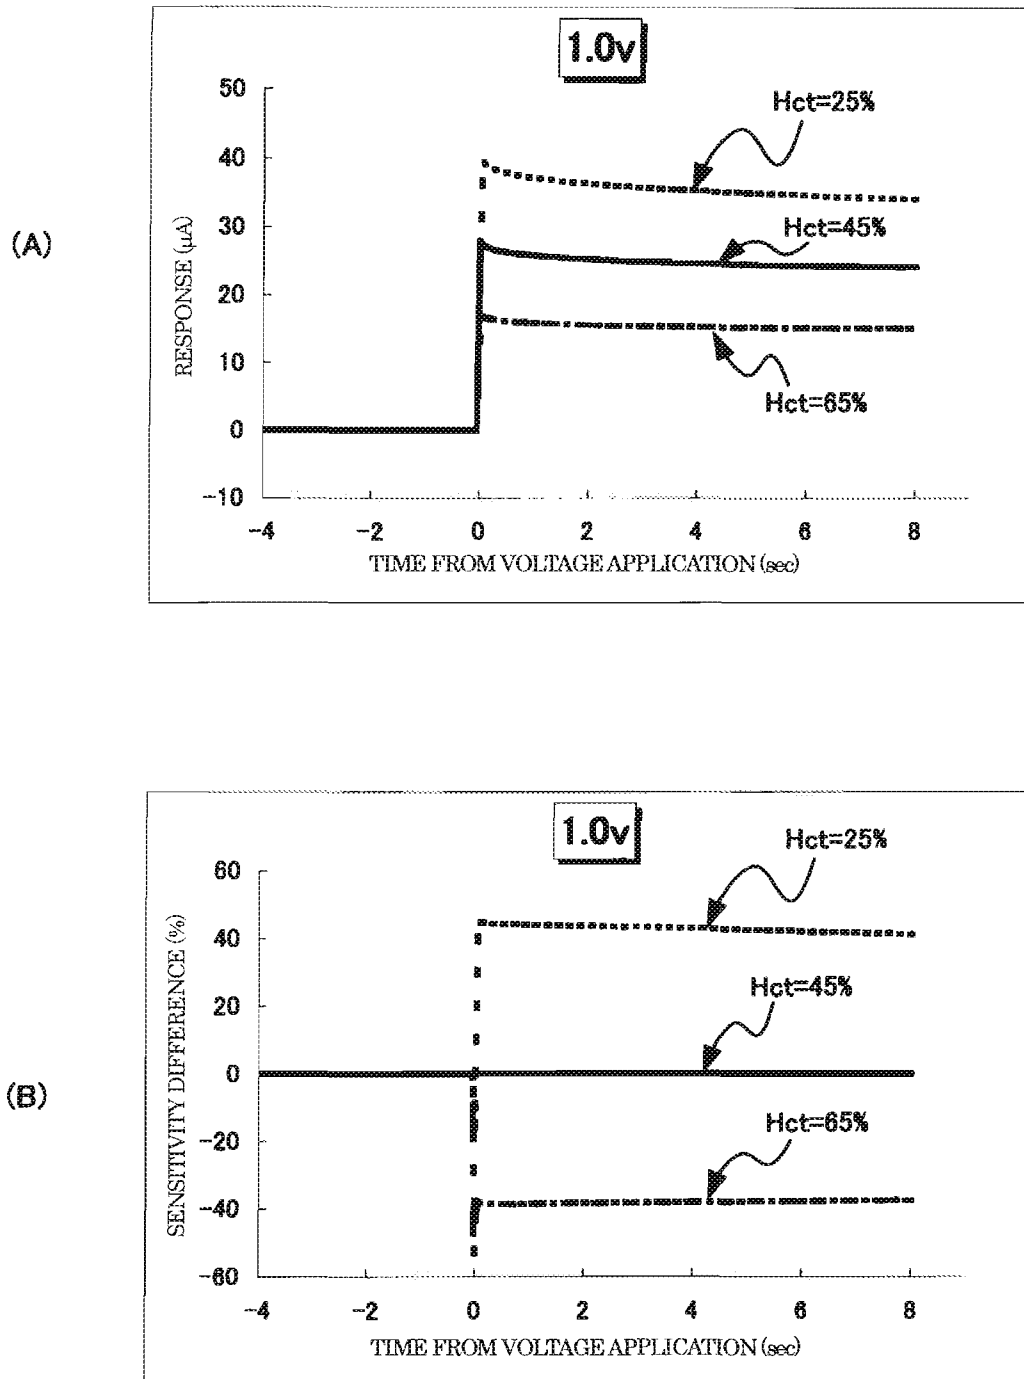 (A)
1.0v
RESPONSE (μA)
50
40
30
20
10
0
-10
Hct=25%
Hct=45%
Hct=65%
-4 -2 0 2 4 6 8
TIME FROM VOLTAGE APPLICATION (sec)
(B)
1.0v
SENSITIVITY DIFFERENCE (%)
60
40
20
0
-20
-40
-60
Hct=25%
Hct=45%
Hct=65%
-4 -2 0 2 4 6 8
TIME FROM VOLTAGE APPLICATION (sec)